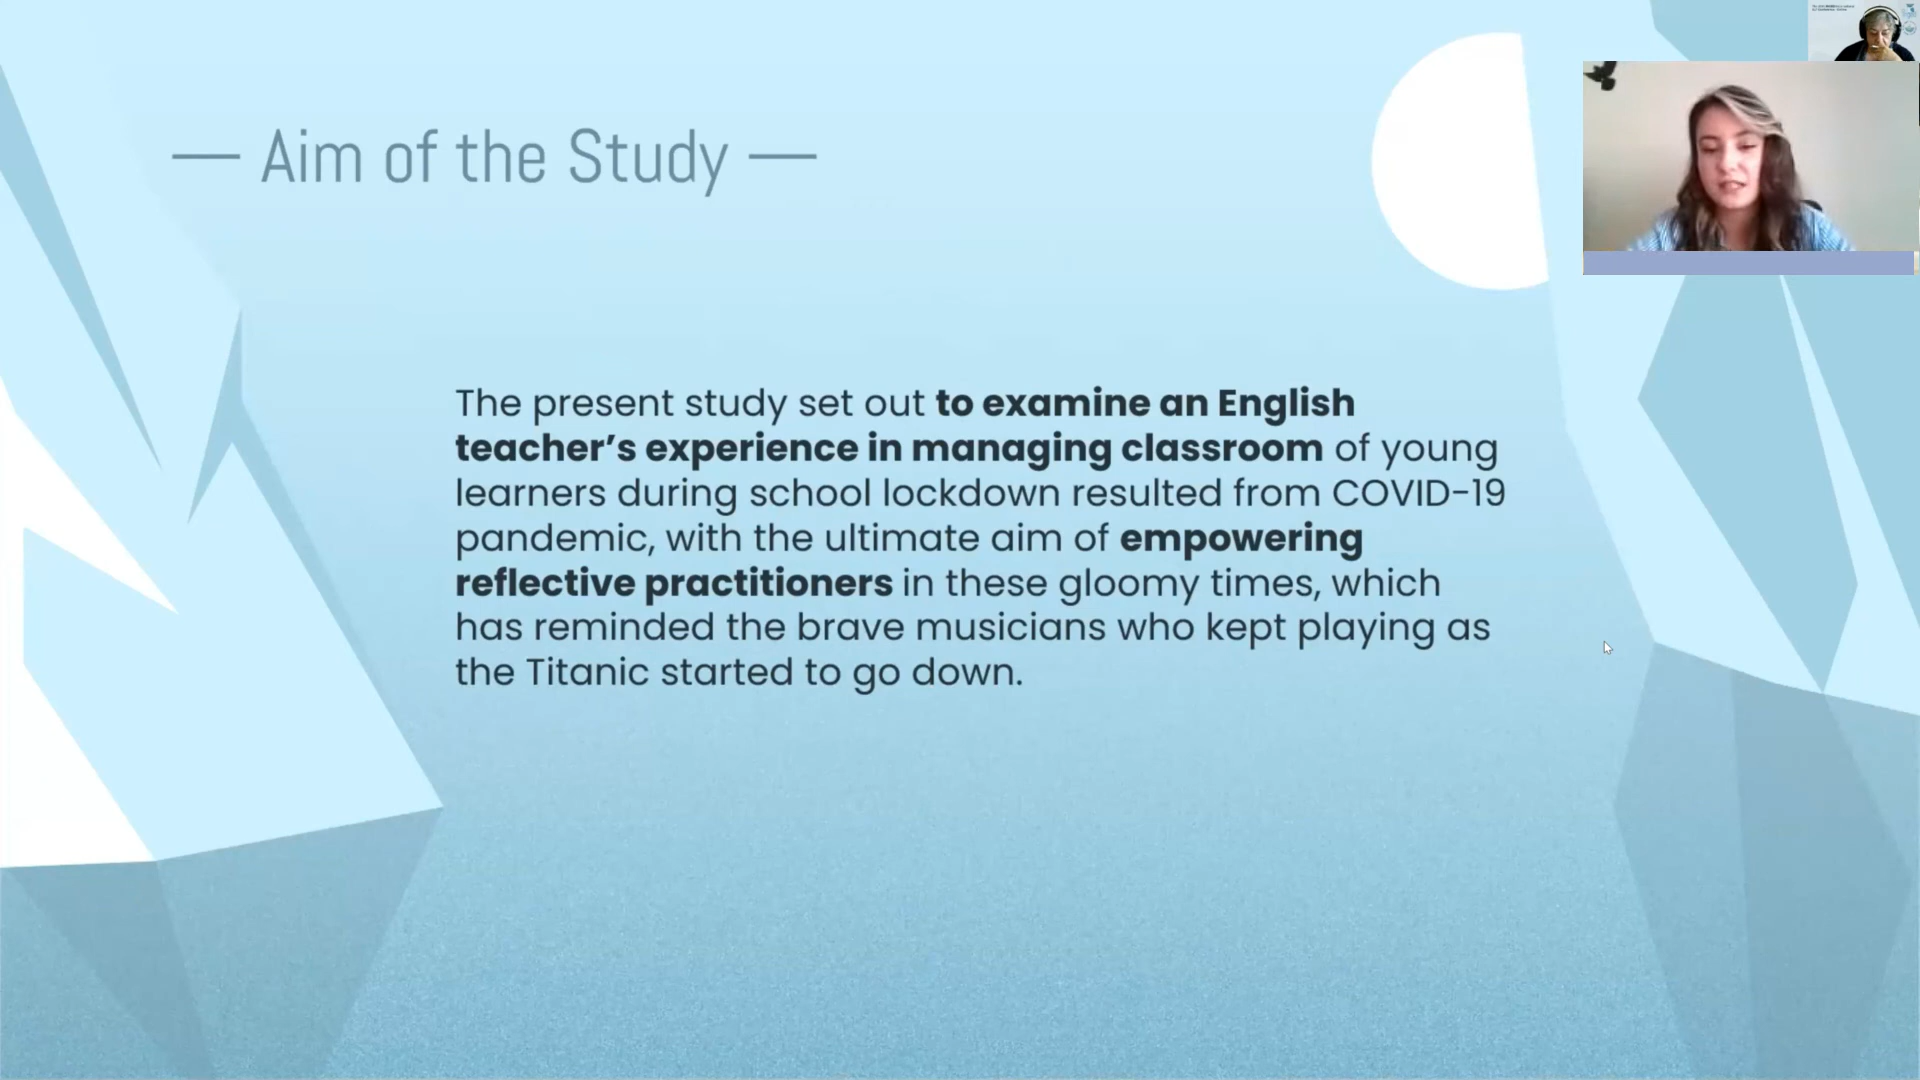 — Aim of the Study —
The present study set out to examine an English
teacher’s experience in managing classroom of young
learners during school lockdown resulted from COVID-19
pandemic, with the ultimate aim of empowering
reflective practitioners in these gloomy times, which
has reminded the brave musicians who kept playing as
the Titanic started to go down.